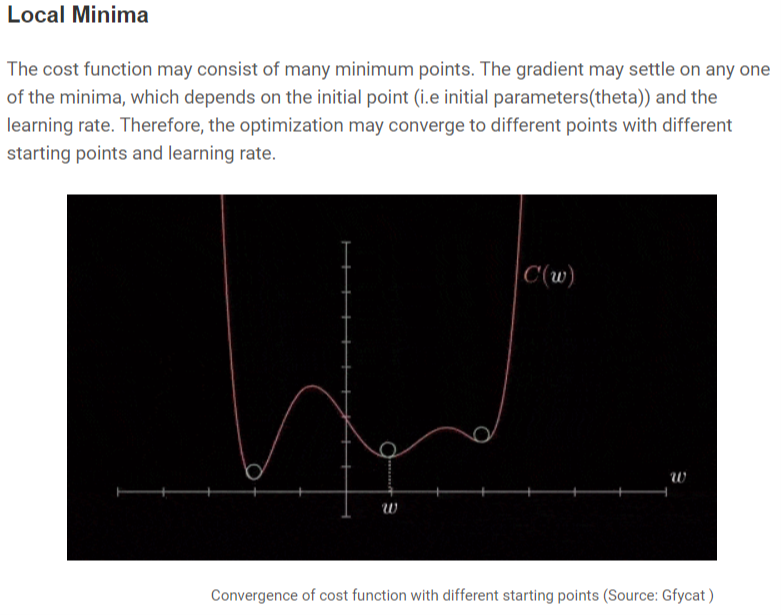 Local Minima
The cost function may consist of many minimum points. The gradient may settle on any one
of the minima, which depends on the initial point (i.e initial parameters(theta)) and the
learning rate. Therefore, the optimization may converge to different points with different
starting points and learning rate.
C(w)
w
w
Convergence of cost function with different starting points (Source: Gfycat )